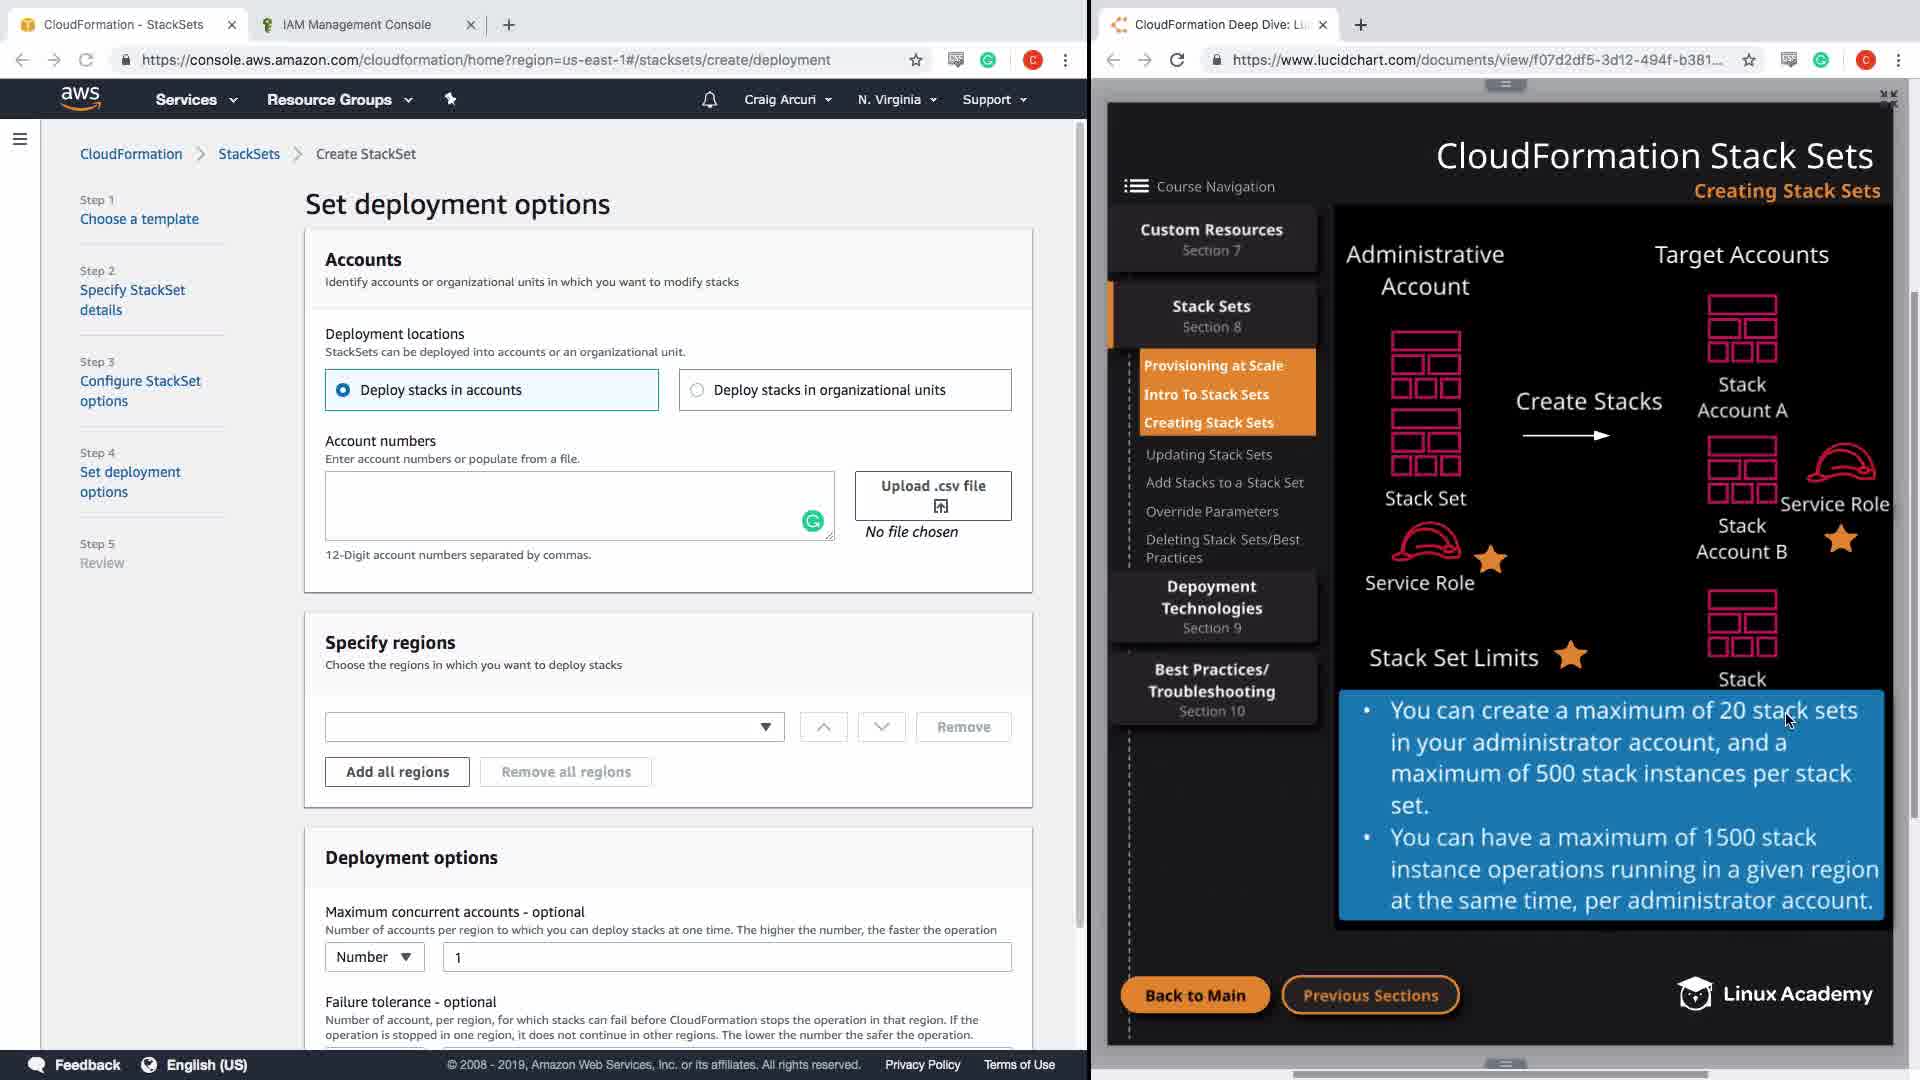 CloudFormation - StackSets
IAM Management Console
https://console.aws.amazon.com/cloudformation/home?region=us-east-1#/stacksets/create/deployment
C
aws
Services
Resource Groups
Craig Arcuri
N. Virginia
Support
CloudFormation
StackSets
Create StackSet
Step 1
Choose a template
Step 2
Specify StackSet
details
Step 3
Configure StackSet
options
Step 4
Set deployment
options
Step 5
Review
Set deployment options
Accounts
Identify accounts or organizational units in which you want to modify stacks
Deployment locations
StackSets can be deployed into accounts or an organizational unit.
Deploy stacks in accounts
Deploy stacks in organizational units
Account numbers
Enter account numbers or populate from a file.
Upload .csv file
No file chosen
12-Digit account numbers separated by commas.
Specify regions
Choose the regions in which you want to deploy stacks
Remove
Add all regions
Remove all regions
Deployment options
Maximum concurrent accounts - optional
Number of accounts per region to which you can deploy stacks at one time. The higher the number, the faster the operation
Number
1
Failure tolerance - optional
Number of account, per region, for which stacks can fail before CloudFormation stops the operation in that region. If the
operation is stopped in one region, it does not continue in other regions. The lower the number the safer the operation.
Feedback
English (US)
© 2008 - 2019, Amazon Web Services, Inc. or its affiliates. All rights reserved.
Privacy Policy
Terms of Use
CloudFormation Deep Dive: Lu
https://www.lucidchart.com/documents/view/f07d2df5-3d12-494f-b381...
C
CloudFormation Stack Sets
Creating Stack Sets
Course Navigation
Custom Resources
Section 7
Stack Sets
Section 8
Provisioning at Scale
Intro To Stack Sets
Creating Stack Sets
Updating Stack Sets
Add Stacks to a Stack Set
Override Parameters
Deleting Stack Sets/Best
Practices
Depoyment
Technologies
Section 9
Best Practices/
Troubleshooting
Section 10
Administrative
Account
Stack Set
Service Role
Create Stacks
Target Accounts
Stack
Account A
Stack
Account B
Service Role
Stack
Stack Set Limits
• You can create a maximum of 20 stack sets
in your administrator account, and a
maximum of 500 stack instances per stack
set.
• You can have a maximum of 1500 stack
instance operations running in a given region
at the same time, per administrator account.
Back to Main
Previous Sections
Linux Academy